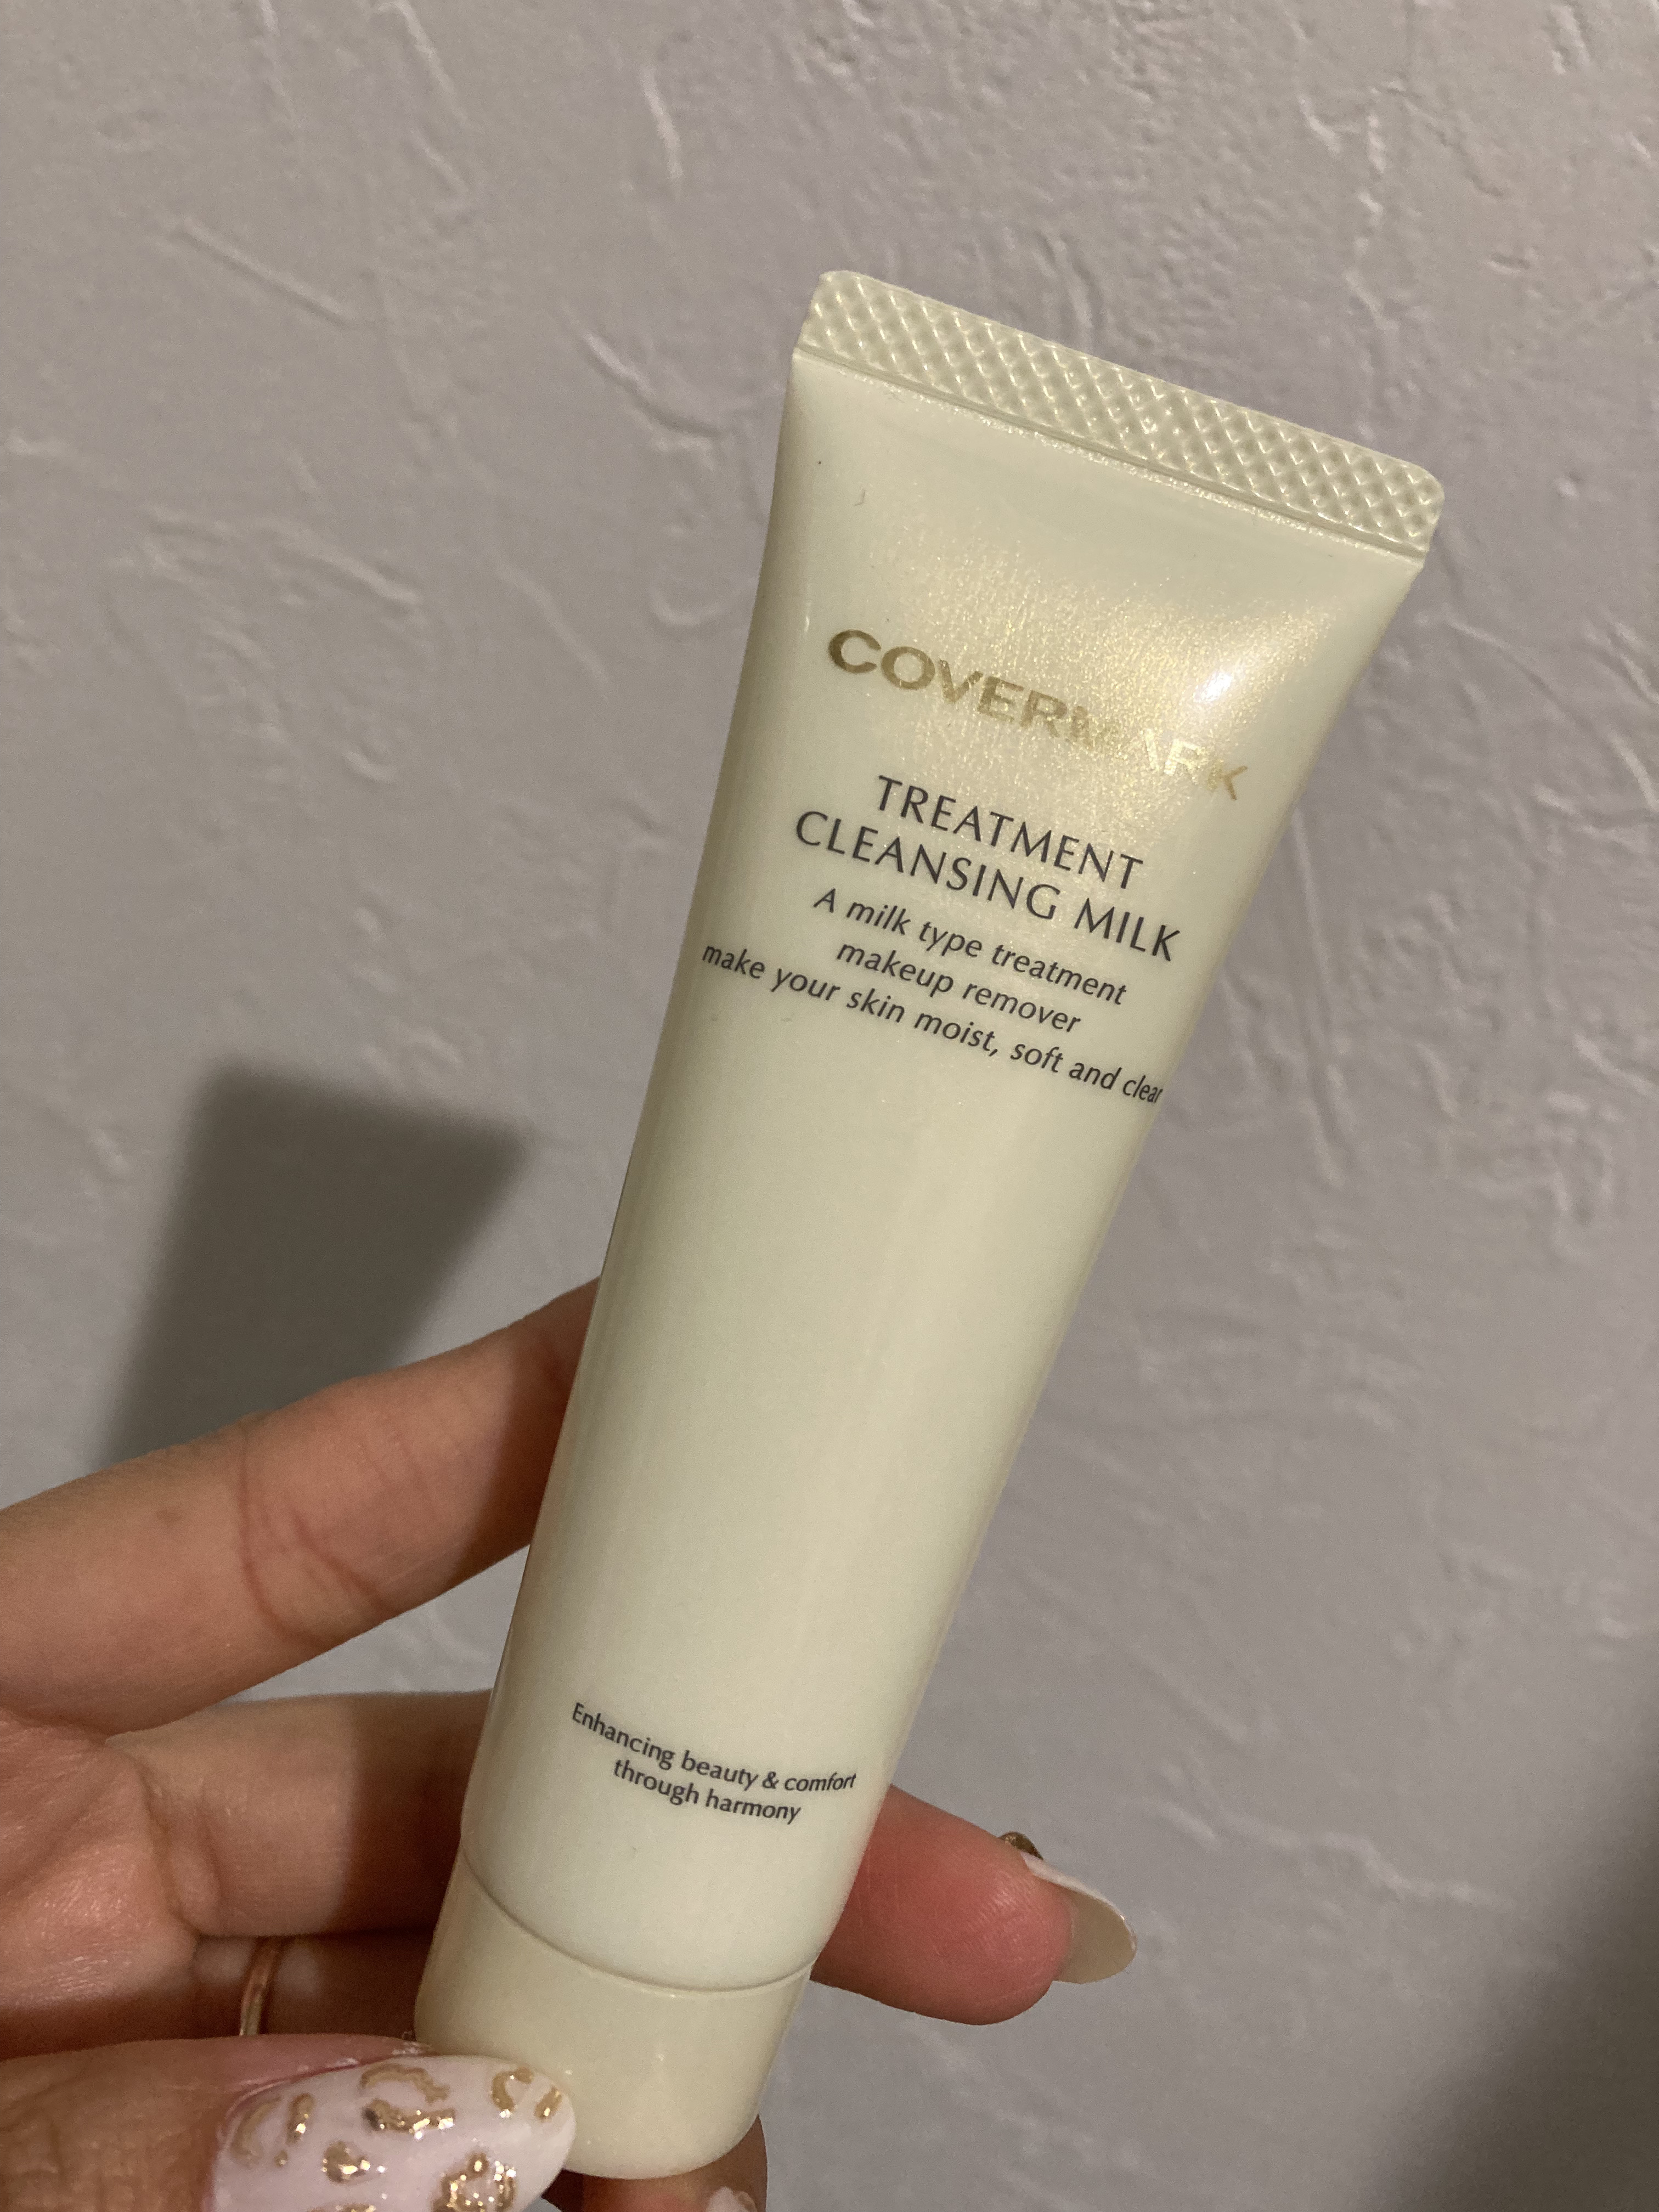 COVERMARK
TREATMENT
CLEANSING MILK
A milk type treatment
makeup remover
make your skin moist, soft and clear
Enhancing beauty & comfort
through harmony